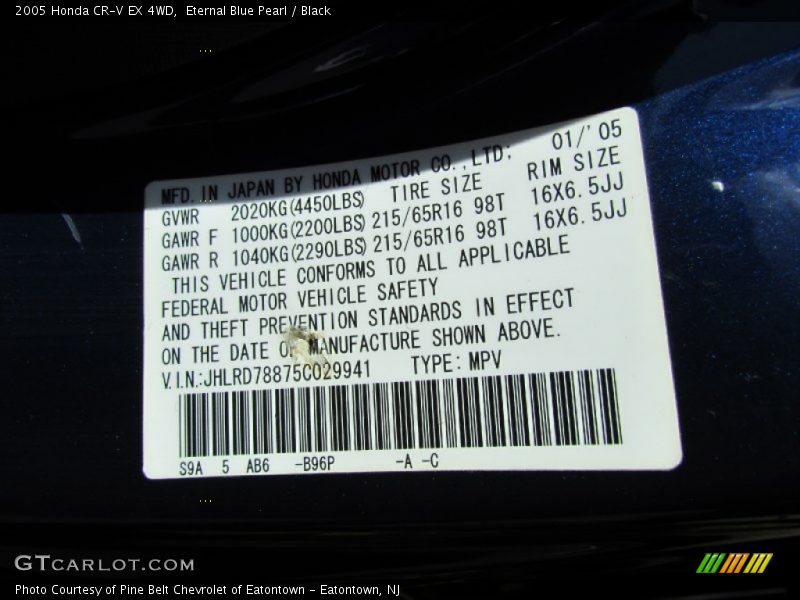 2005 Honda CR-V EX 4WD, Eternal Blue Pearl / Black
MFD. IN JAPAN BY HONDA MOTOR CO., LTD; 01/'05
GVWR 2020KG(4450LBS) TIRE SIZE RIM SIZE
GAWR F 1000KG(2200LBS) 215/65R16 98T 16X6.5JJ
GAWR R 1040KG(2290LBS) 215/65R16 98T 16X6.5JJ
THIS VEHICLE CONFORMS TO ALL APPLICABLE
FEDERAL MOTOR VEHICLE SAFETY
AND THEFT PREVENTION STANDARDS IN EFFECT
ON THE DATE OF MANUFACTURE SHOWN ABOVE.
V.I.N.:JHLRD78875C029941 TYPE: MPV
S9A 5 AB6 -B96P -A -C
GTCARLOT.COM
Photo Courtesy of Pine Belt Chevrolet of Eatontown - Eatontown, NJ